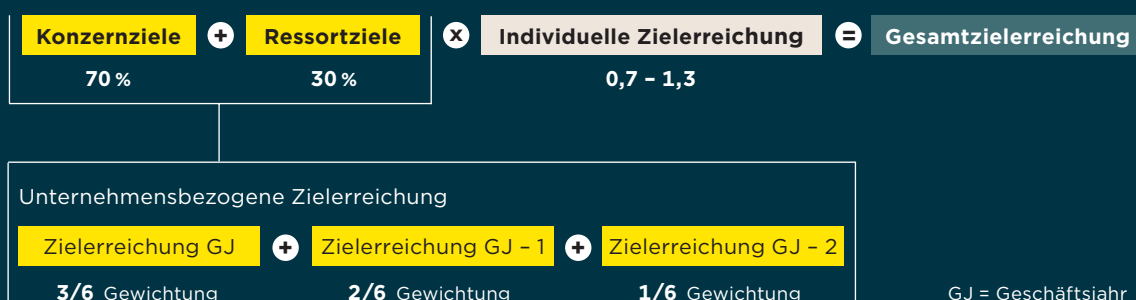 Konzernziele + Ressortziele x Individuelle Zielerreichung = Gesamtzielerreichung
70 % 30 % 0,7 – 1,3
Unternehmensbezogene Zielerreichung
Zielerreichung GJ + Zielerreichung GJ – 1 + Zielerreichung GJ – 2
3/6 Gewichtung 2/6 Gewichtung 1/6 Gewichtung GJ = Geschäftsjahr